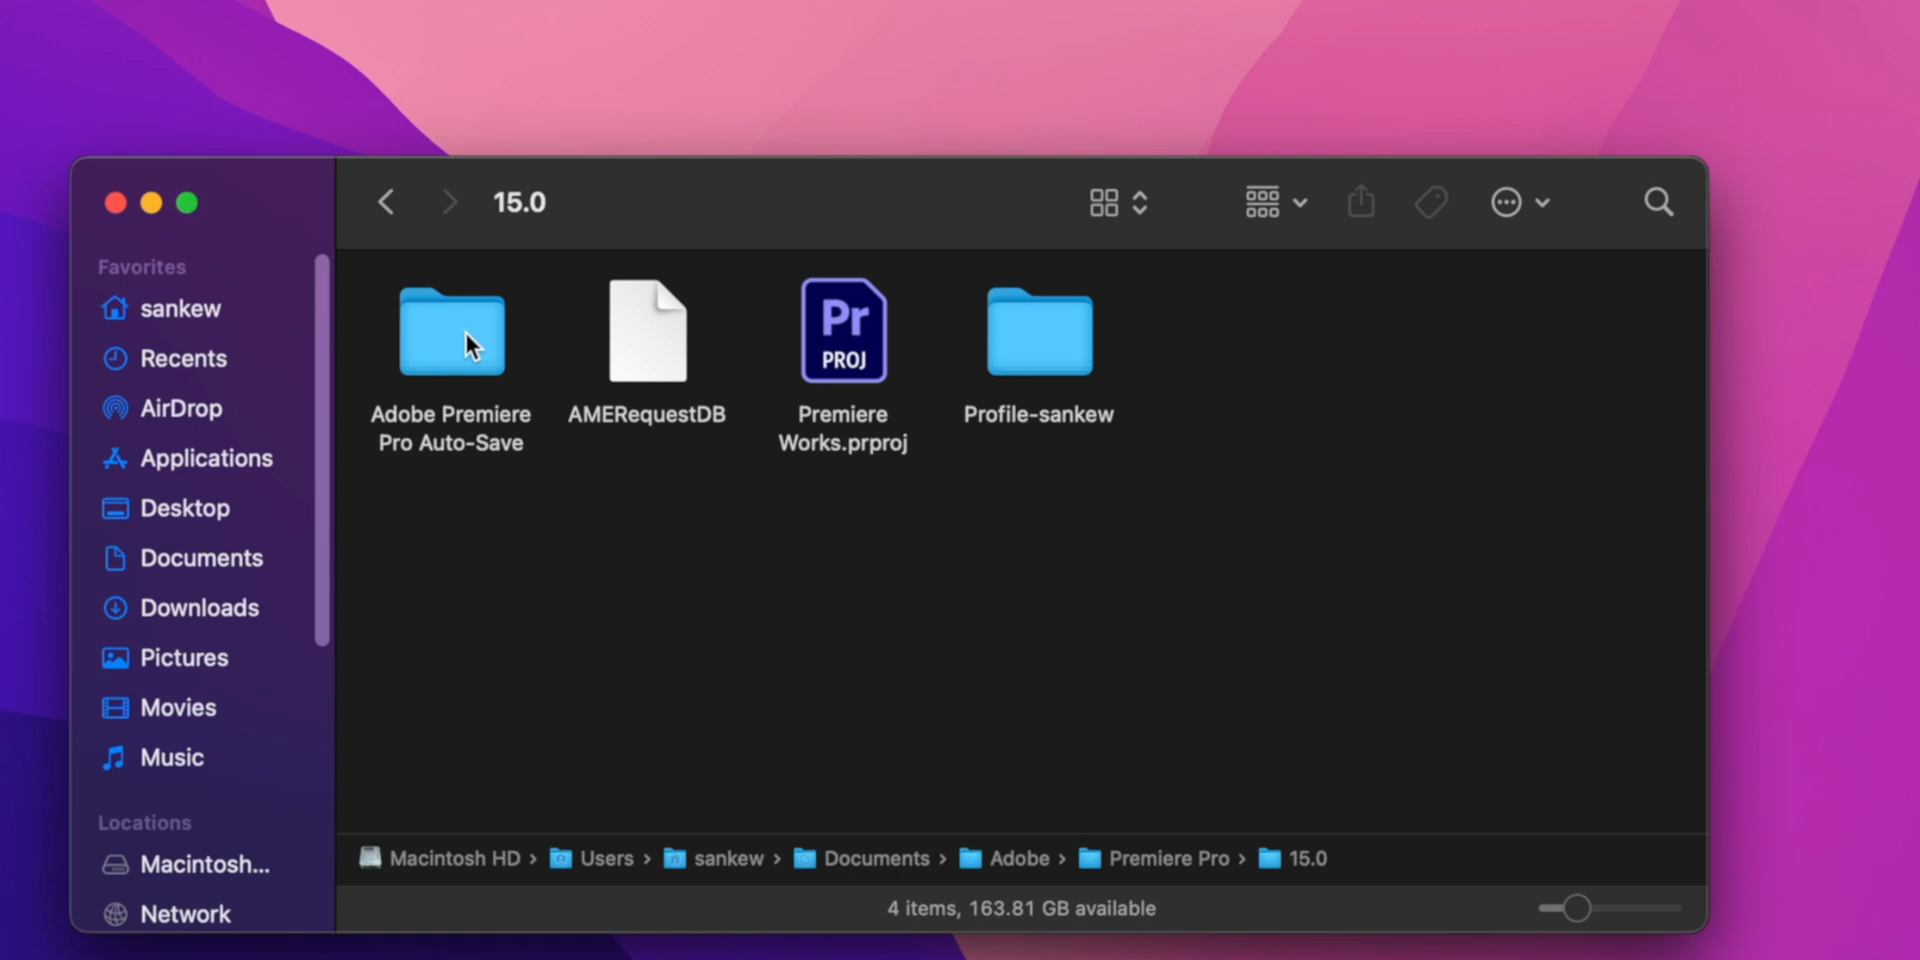 15.0
Favorites
sankew
Recents
AirDrop
Applications
Desktop
Documents
Downloads
Pictures
Movies
Music
Locations
Macintosh...
Network
Pr
PROJ
Adobe Premiere
Pro Auto-Save
AMERequestDB
Premiere
Works.prproj
Profile-sankew
Macintosh HD › Users › sankew › Documents › Adobe › Premiere Pro › 15.0
4 items, 163.81 GB available